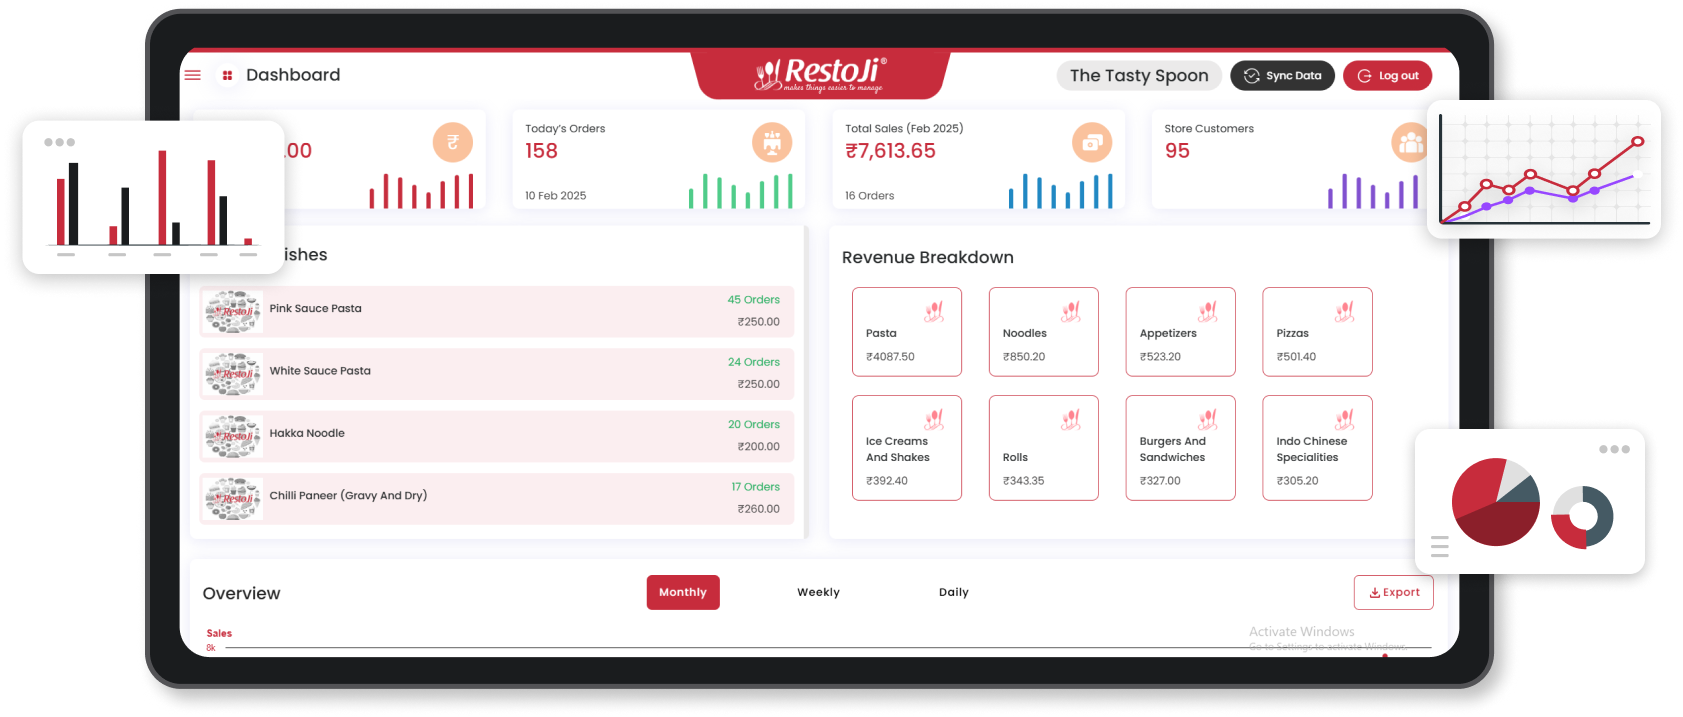 Dashboard
RestoJi®
makes things easier to manage
The Tasty Spoon
Sync Data
Log out
.00
Today's Orders
158
10 Feb 2025
Total Sales (Feb 2025)
₹7,613.65
16 Orders
Store Customers
95
ishes
Pink Sauce Pasta
45 Orders
₹250.00
White Sauce Pasta
24 Orders
₹250.00
Hakka Noodle
20 Orders
₹200.00
Chilli Paneer (Gravy And Dry)
17 Orders
₹260.00
RestoJi
RestoJi
RestoJi
RestoJi
Revenue Breakdown
Pasta
₹4087.50
Noodles
₹850.20
Appetizers
₹523.20
Pizzas
₹501.40
Ice Creams
And Shakes
₹392.40
Rolls
₹343.35
Burgers And
Sandwiches
₹327.00
Indo Chinese
Specialities
₹305.20
Overview
Monthly
Weekly
Daily
Export
Sales
8k
Activate Windows
Go to Settings to activate Windows.